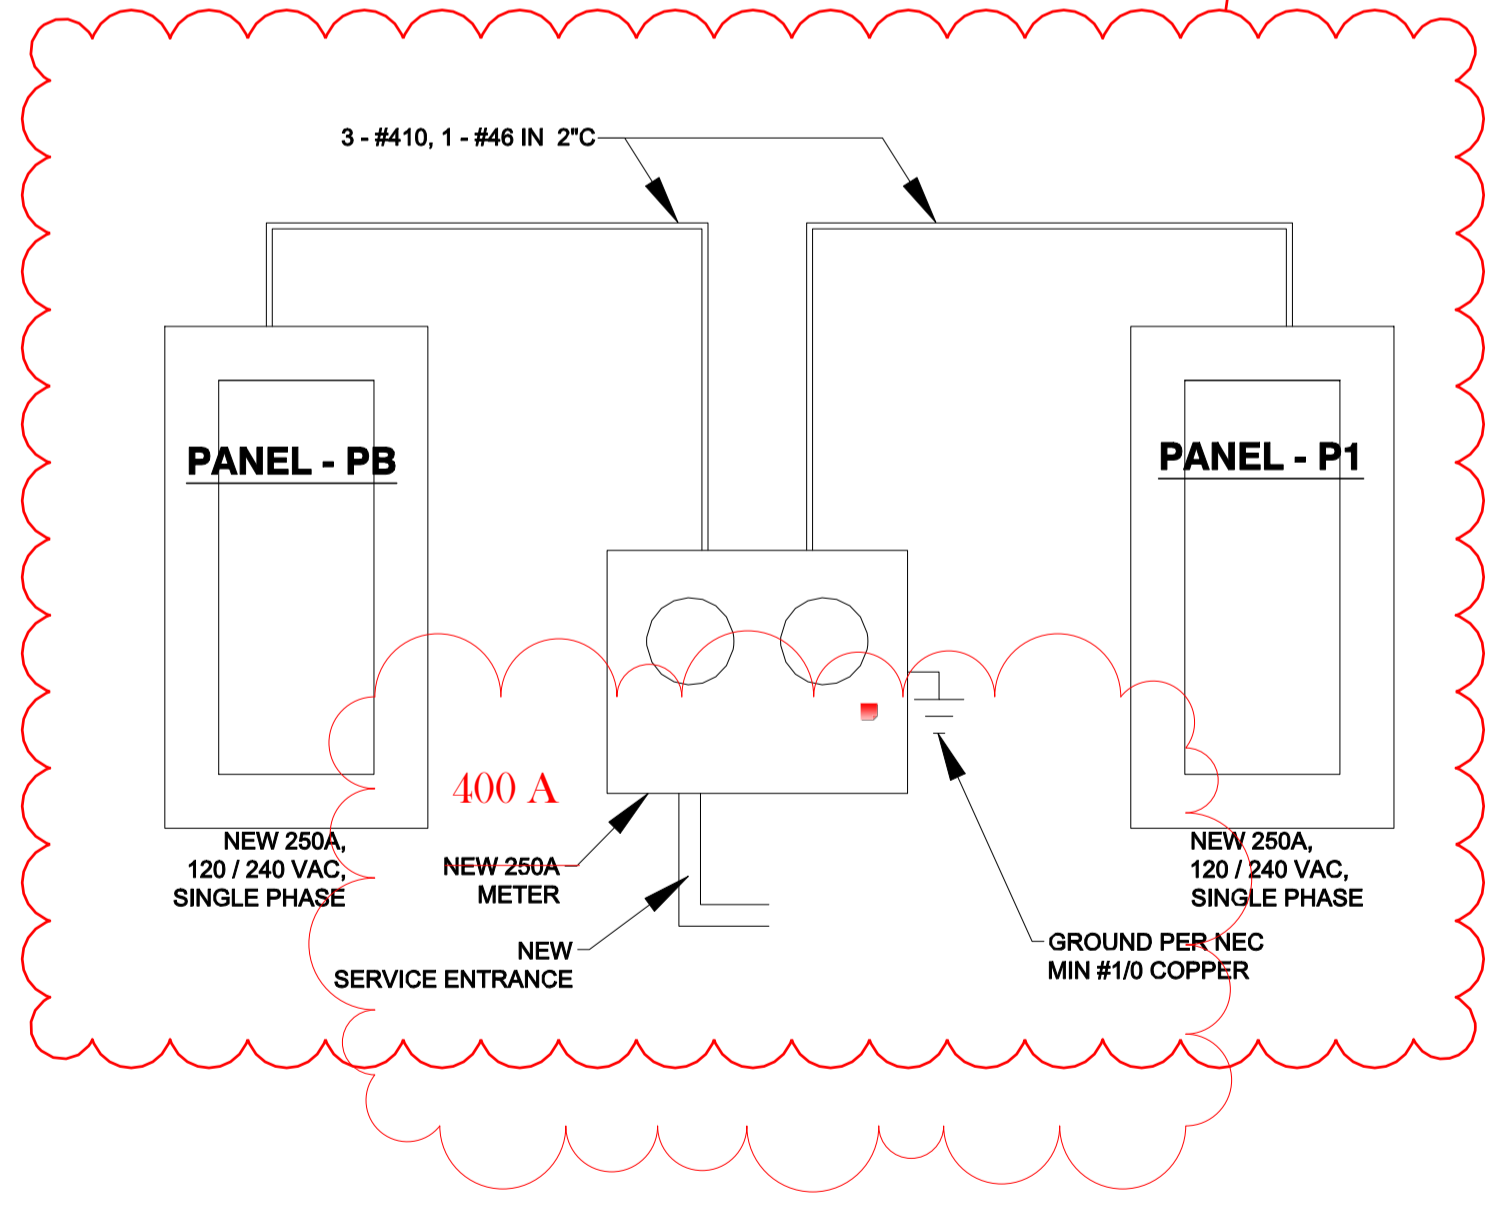 3 - #410, 1 - #46 IN 2"C
PANEL - PB
PANEL - P1
400 A
NEW 250A,
120 / 240 VAC,
SINGLE PHASE
NEW 250A
METER
NEW
SERVICE ENTRANCE
NEW 250A,
120 / 240 VAC,
SINGLE PHASE
GROUND PER NEC
MIN #1/0 COPPER